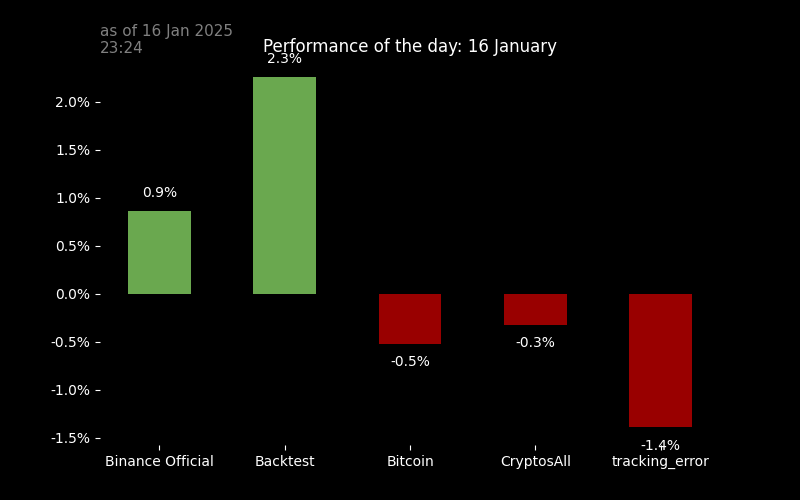 as of 16 Jan 2025
23:24
Performance of the day: 16 January
2.3%
2.0%
1.5%
0.9%
1.0%
0.5%
0.0%
-0.5%
-0.3%
-0.5%
-1.0%
-1.5%
-1.4%
Binance Official
Backtest
Bitcoin
CryptosAll
tracking_error